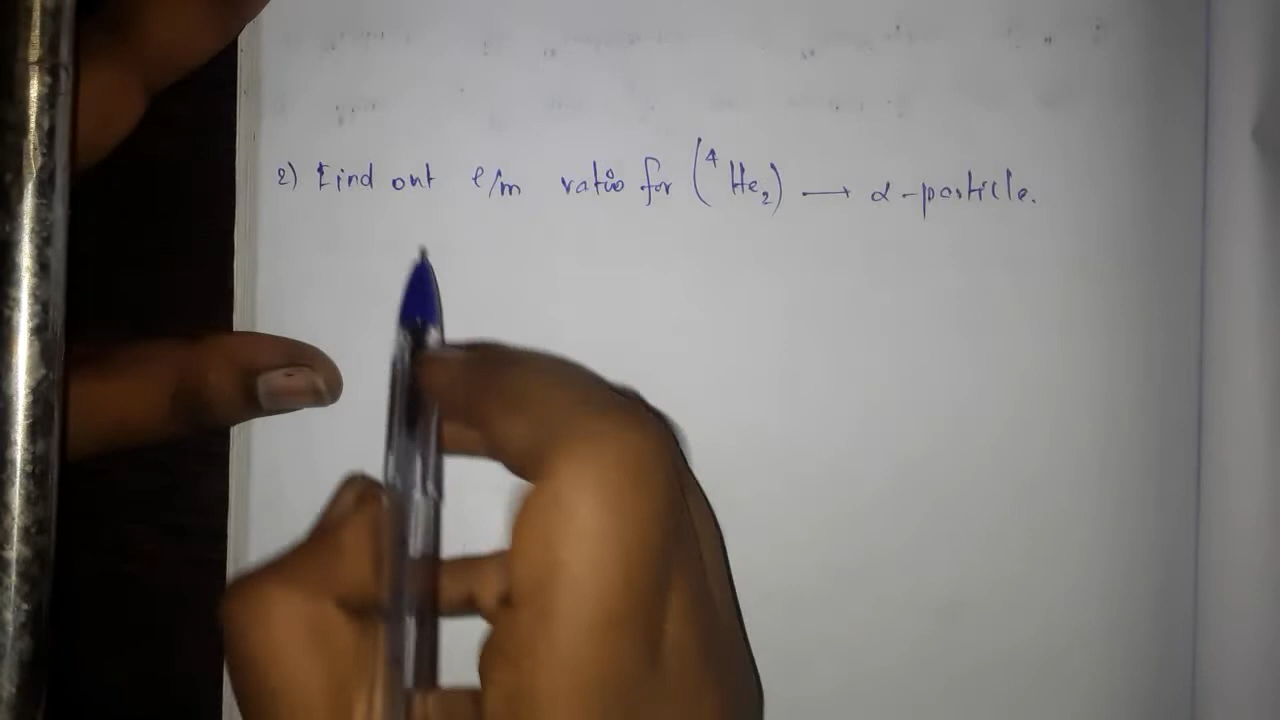 2) Find out e/m ratio for (⁴He₂) → α-particle.